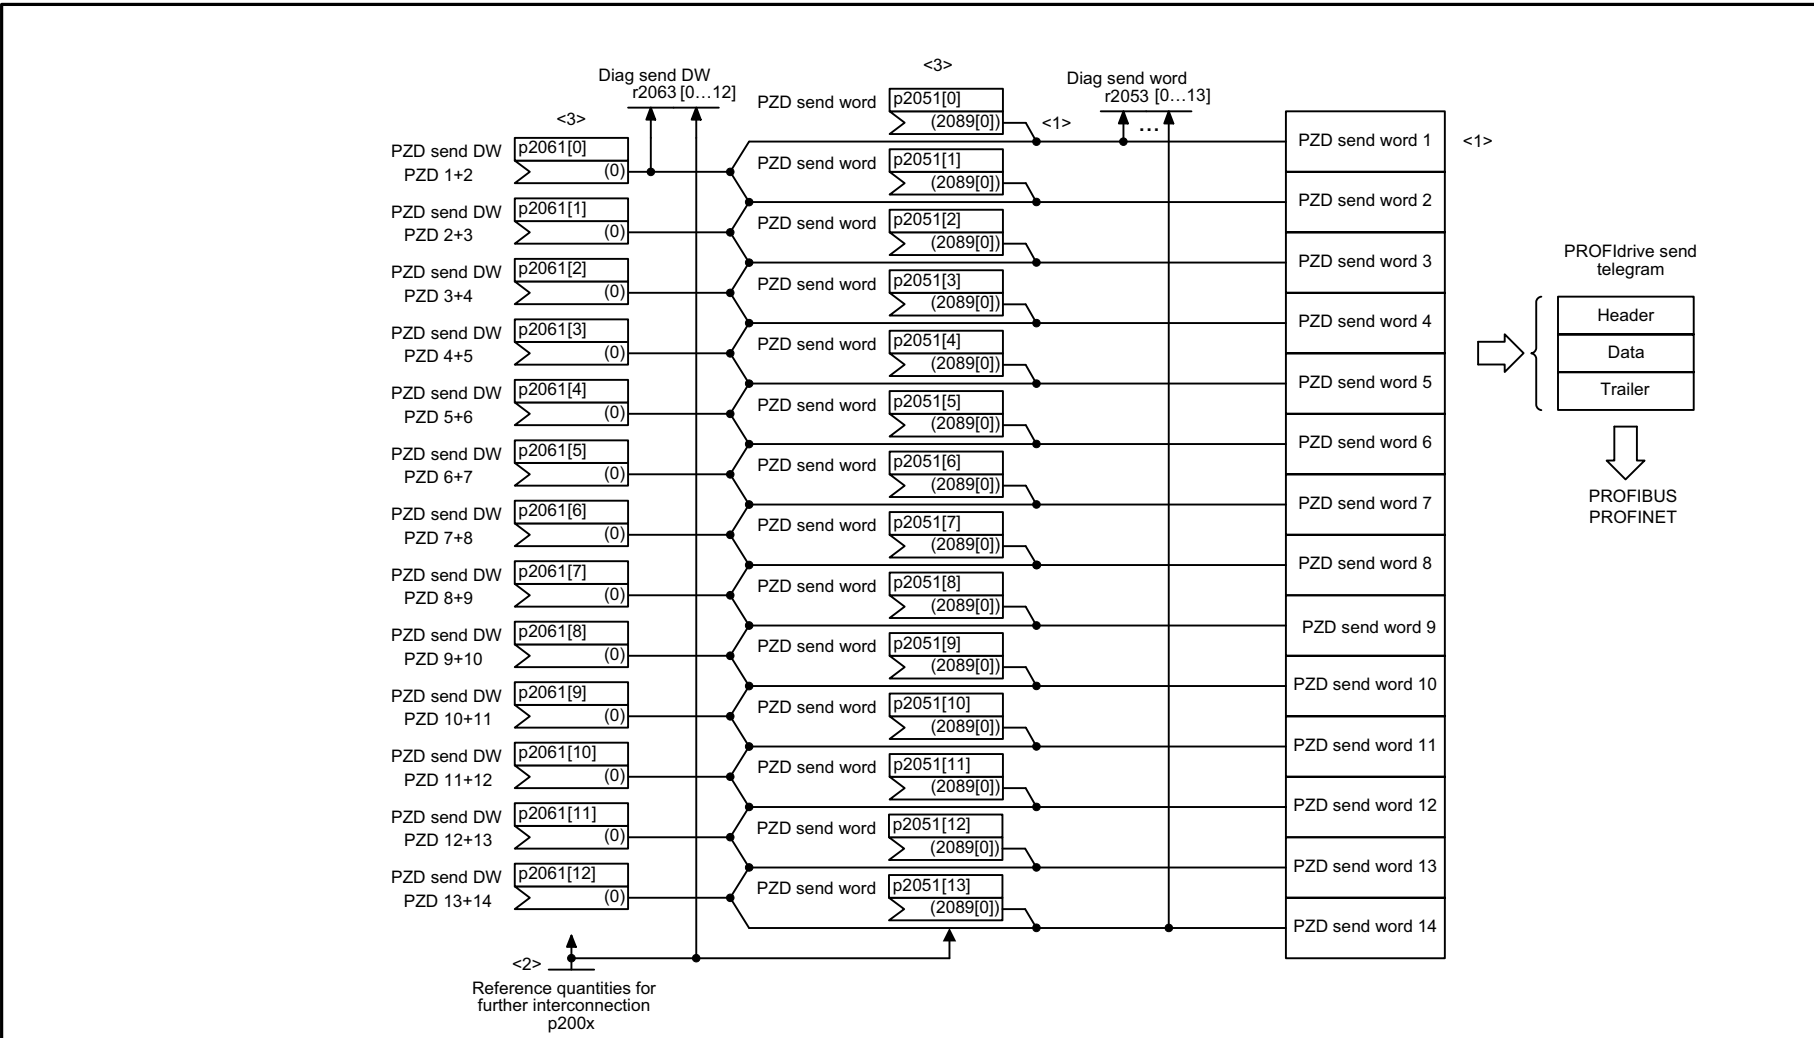 <3>
Diag send DW
r2063 [0…12]
<3>
PZD send DW
PZD 1+2
p2061[0]
(0)
PZD send DW
PZD 2+3
p2061[1]
(0)
PZD send DW
PZD 3+4
p2061[2]
(0)
PZD send DW
PZD 4+5
p2061[3]
(0)
PZD send DW
PZD 5+6
p2061[4]
(0)
PZD send DW
PZD 6+7
p2061[5]
(0)
PZD send DW
PZD 7+8
p2061[6]
(0)
PZD send DW
PZD 8+9
p2061[7]
(0)
PZD send DW
PZD 9+10
p2061[8]
(0)
PZD send DW
PZD 10+11
p2061[9]
(0)
PZD send DW
PZD 11+12
p2061[10]
(0)
PZD send DW
PZD 12+13
p2061[11]
(0)
PZD send DW
PZD 13+14
p2061[12]
(0)
<2>
Reference quantities for
further interconnection
p200x
PZD send word
p2051[0]
(2089[0])
PZD send word
p2051[1]
(2089[0])
PZD send word
p2051[2]
(2089[0])
PZD send word
p2051[3]
(2089[0])
PZD send word
p2051[4]
(2089[0])
PZD send word
p2051[5]
(2089[0])
PZD send word
p2051[6]
(2089[0])
PZD send word
p2051[7]
(2089[0])
PZD send word
p2051[8]
(2089[0])
PZD send word
p2051[9]
(2089[0])
PZD send word
p2051[10]
(2089[0])
PZD send word
p2051[11]
(2089[0])
PZD send word
p2051[12]
(2089[0])
PZD send word
p2051[13]
(2089[0])
<1>
Diag send word
r2053 [0…13]
...
PZD send word 1
<1>
PZD send word 2
PZD send word 3
PZD send word 4
PZD send word 5
PZD send word 6
PZD send word 7
PZD send word 8
PZD send word 9
PZD send word 10
PZD send word 11
PZD send word 12
PZD send word 13
PZD send word 14
PROFIdrive send
telegram
Header
Data
Trailer
PROFIBUS
PROFINET